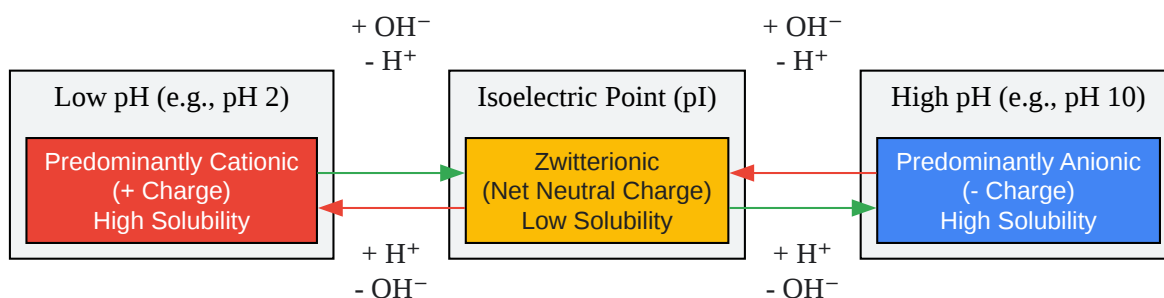 + OH⁻
- H⁺
+ OH⁻
- H⁺
Low pH (e.g., pH 2)
Isoelectric Point (pI)
High pH (e.g., pH 10)
Predominantly Cationic
(+ Charge)
High Solubility
Zwitterionic
(Net Neutral Charge)
Low Solubility
Predominantly Anionic
(- Charge)
High Solubility
+ H⁺
- OH⁻
+ H⁺
- OH⁻